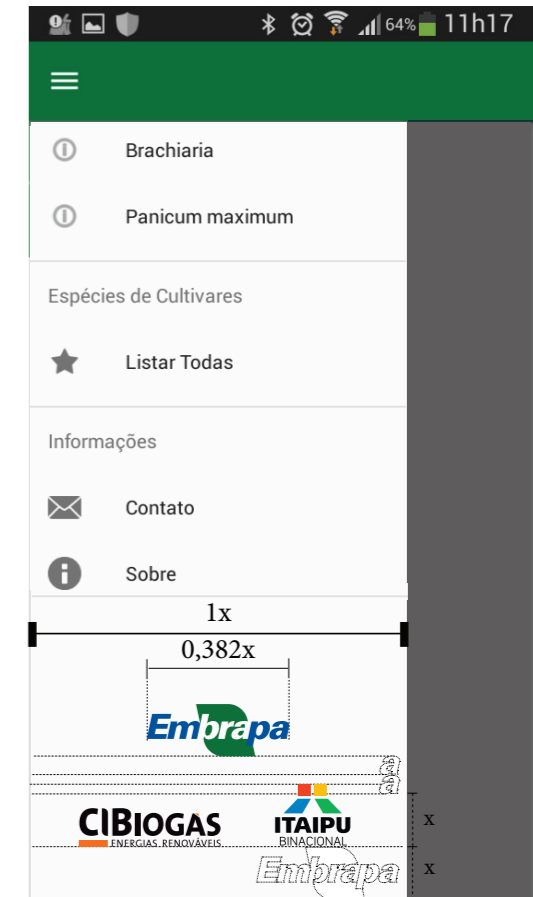 64% 11h17
Brachiaria
Panicum maximum
Espécies de Cultivares
Listar Todas
Informações
Contato
Sobre
1x
0,382x
Embrapa
a
a
CIBIOGÁS
ENERGIAS RENOVÁVEIS
ITAIPU
BINACIONAL
x
Embrapa
x